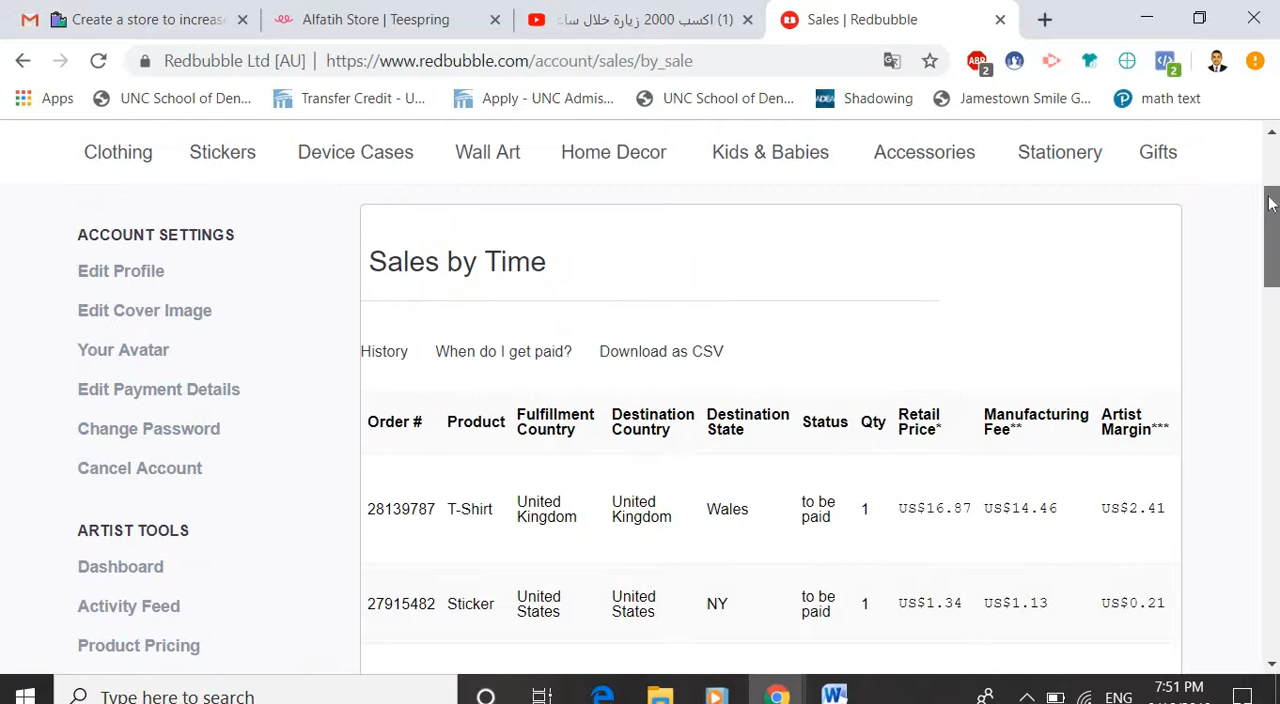 Create a store to increas
Alfatih Store | Teespring
(1) اكسب 2000 زيارة خلال ساء
Sales | Redbubble
Redbubble Ltd [AU] | https://www.redbubble.com/account/sales/by_sale
ABP 2
2
Apps
UNC School of Den...
Transfer Credit - U...
Apply - UNC Admis...
UNC School of Den...
Shadowing
Jamestown Smile G...
math text
Clothing Stickers Device Cases Wall Art Home Decor Kids & Babies Accessories Stationery Gifts
ACCOUNT SETTINGS
Edit Profile
Edit Cover Image
Your Avatar
Edit Payment Details
Change Password
Cancel Account
ARTIST TOOLS
Dashboard
Activity Feed
Product Pricing
Sales by Time
History When do I get paid? Download as CSV
Order # Product Fulfillment Country Destination Country Destination State Status Qty Retail Price* Manufacturing Fee** Artist Margin***
28139787 T-Shirt United Kingdom United Kingdom Wales to be paid 1 US$16.87 US$14.46 US$2.41
27915482 Sticker United States United States NY to be paid 1 US$1.34 US$1.13 US$0.21
Type here to search
ENG
7:51 PM